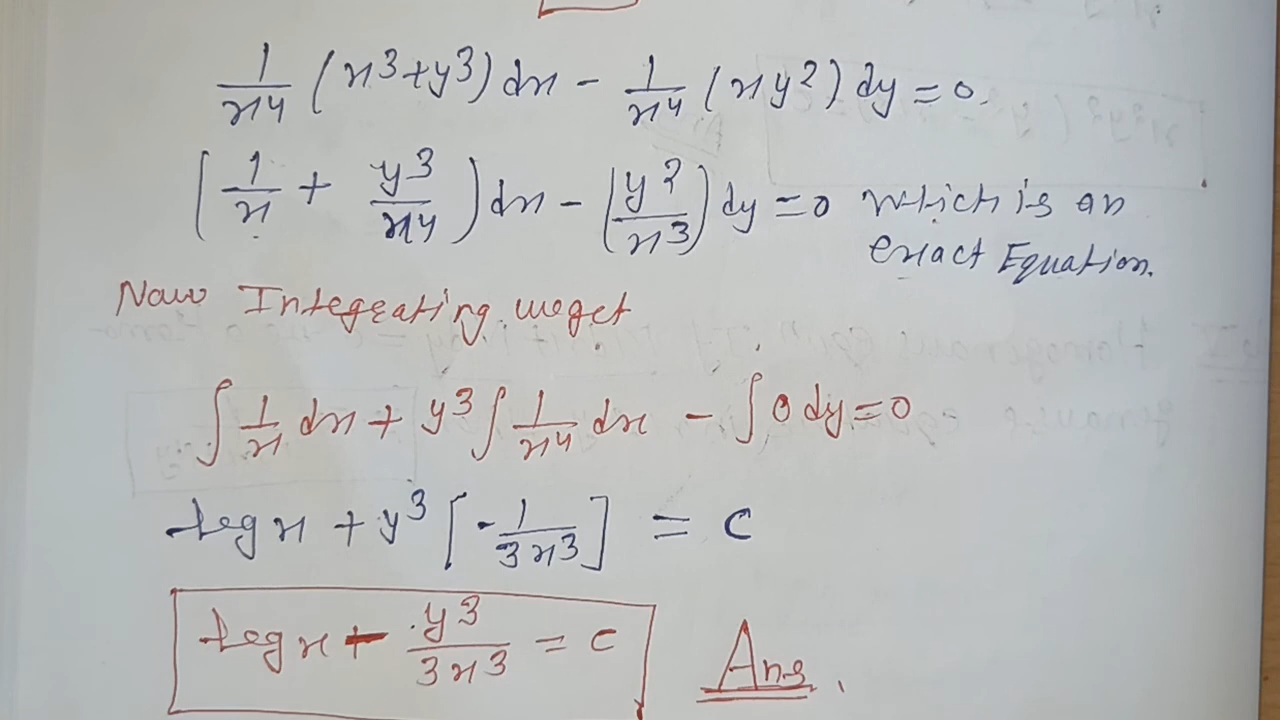 1/x⁴ (x³+y³) dx − 1/x⁴ (xy²) dy = 0.
(1/x + y³/x⁴) dx − (y²/x³) dy = 0 which is an
exact Equation.
Now Integrating we get
∫ 1/x dx + y³ ∫ 1/x⁴ dx − ∫ 0 dy = 0
log x + y³ [-1/3x³] = c
log x − y³/3x³ = c Ans.